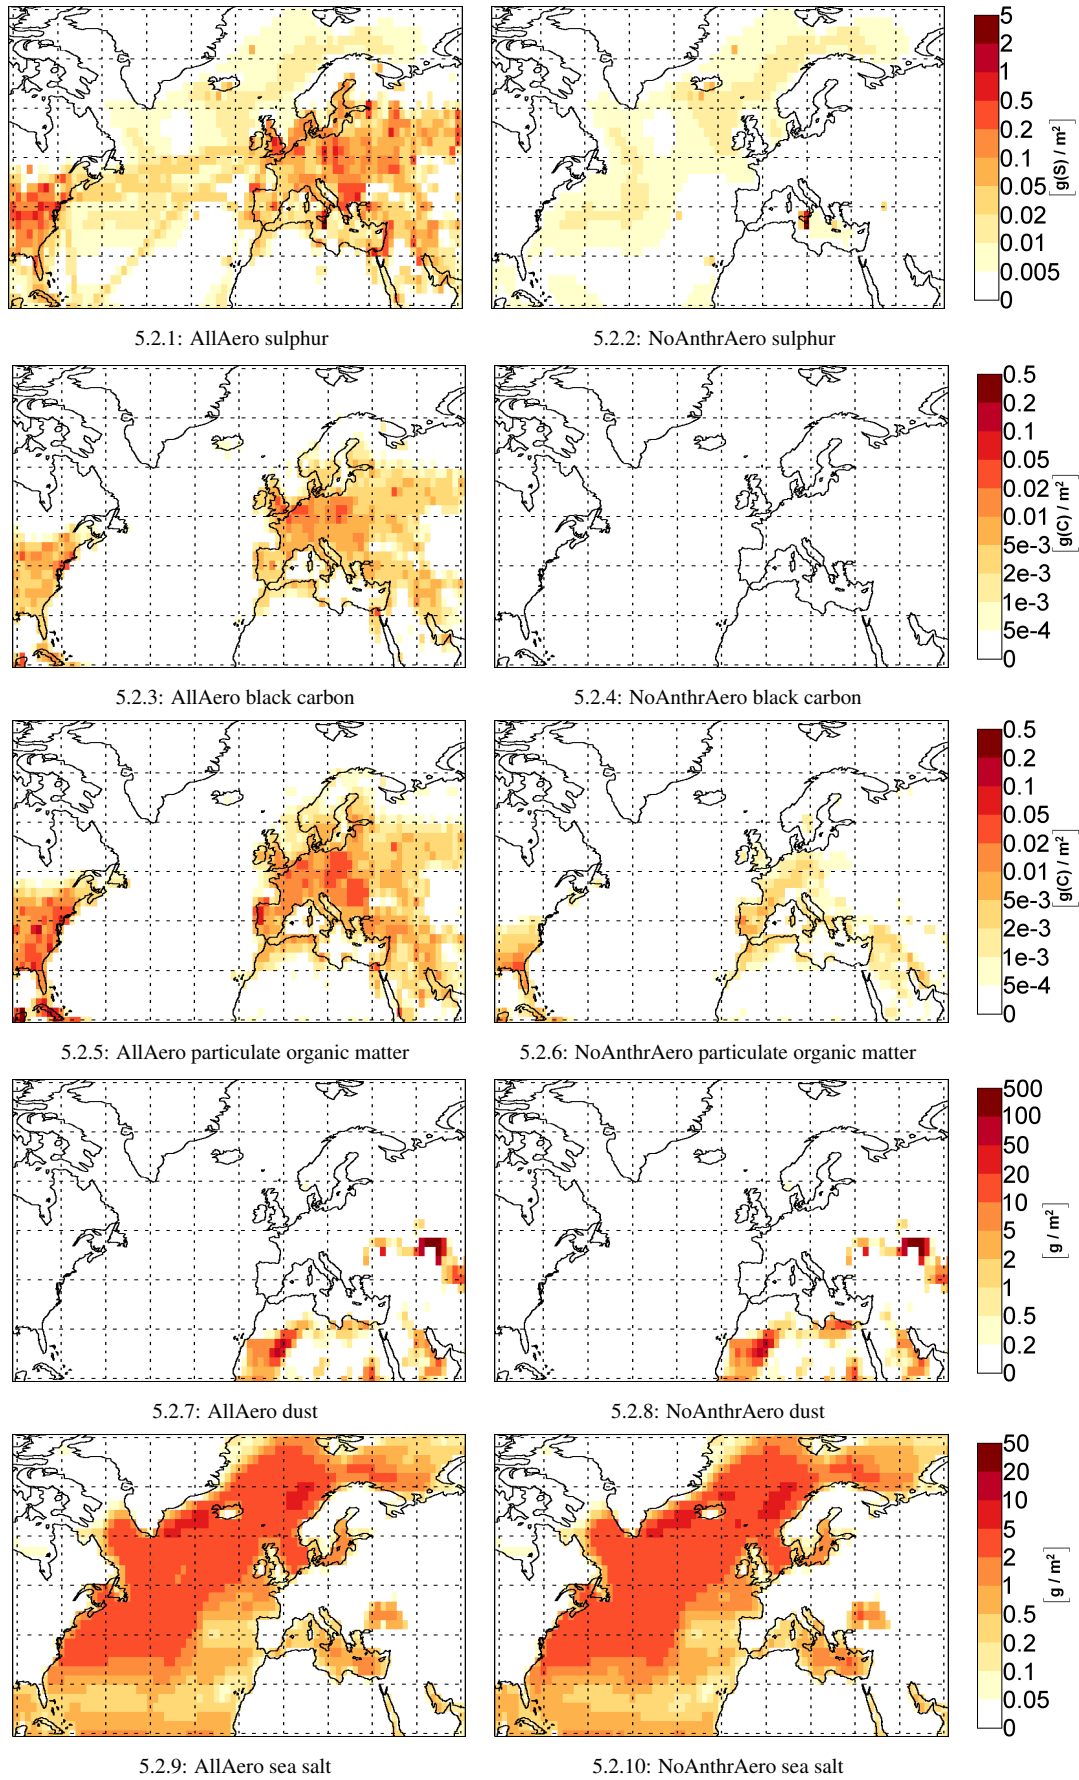 5
2
1
0.5
0.2
0.1
0.05
0.02
0.01
0.005
0
[g(S) / m²]
5.2.1: AllAero sulphur
5.2.2: NoAnthrAero sulphur
0.5
0.2
0.1
0.05
0.02
0.01
5e-3
2e-3
1e-3
5e-4
0
[g(C) / m²]
5.2.3: AllAero black carbon
5.2.4: NoAnthrAero black carbon
0.5
0.2
0.1
0.05
0.02
0.01
5e-3
2e-3
1e-3
5e-4
0
[g(C) / m²]
5.2.5: AllAero particulate organic matter
5.2.6: NoAnthrAero particulate organic matter
500
100
50
20
10
5
2
1
0.5
0.2
0
[g / m²]
5.2.7: AllAero dust
5.2.8: NoAnthrAero dust
50
20
10
5
2
1
0.5
0.2
0.1
0.05
0
[g / m²]
5.2.9: AllAero sea salt
5.2.10: NoAnthrAero sea salt